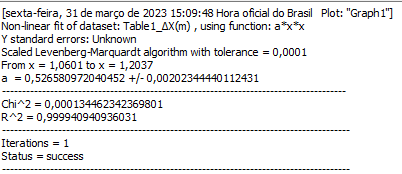 [sexta-feira, 31 de março de 2023 15:09:48 Hora oficial do Brasil   Plot: "Graph1"]
Non-linear fit of dataset: Table1_ΔX(m) , using function: a*x*x
Y standard errors: Unknown
Scaled Levenberg-Marquardt algorithm with tolerance = 0,0001
From x = 1,0601 to x = 1,2037
a  = 0,526580972040452 +/- 0,00202344440112431
--------------------------------------------------------------------------------------
Chi^2 = 0,000134462342369801
R^2 = 0,999940940936031
---------------------------------------------------------------------------------------
Iterations = 1
Status = success
---------------------------------------------------------------------------------------